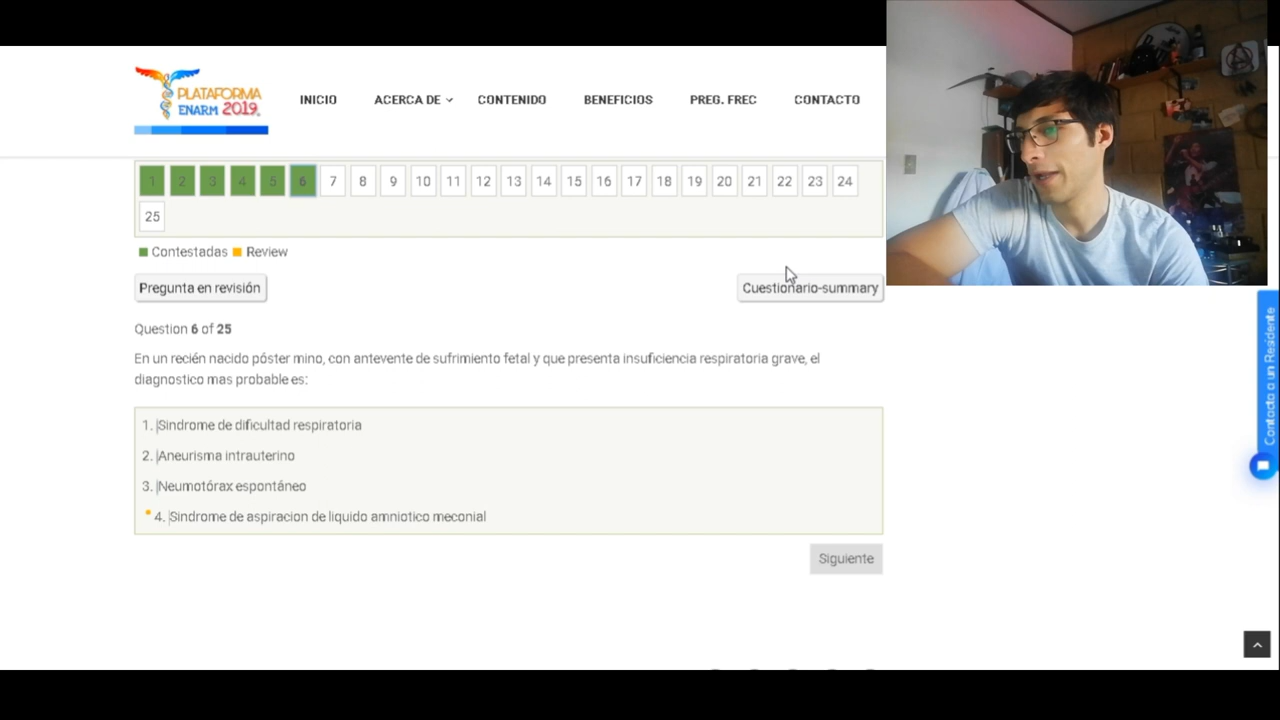 PLATAFORMA
ENARM 2019
INICIO ACERCA DE CONTENIDO BENEFICIOS PREG. FREC CONTACTO
1 2 3 4 5 6 7 8 9 10 11 12 13 14 15 16 17 18 19 20 21 22 23 24
25
Contestadas Review
Pregunta en revisión Cuestionario-summary
Question 6 of 25
En un recién nacido póster mino, con antevente de sufrimiento fetal y que presenta insuficiencia respiratoria grave, el
diagnostico mas probable es:
1. Sindrome de dificultad respiratoria
2. Aneurisma intrauterino
3. Neumotórax espontáneo
4. Sindrome de aspiracion de liquido amniotico meconial
Siguiente
Contacto a un Residente